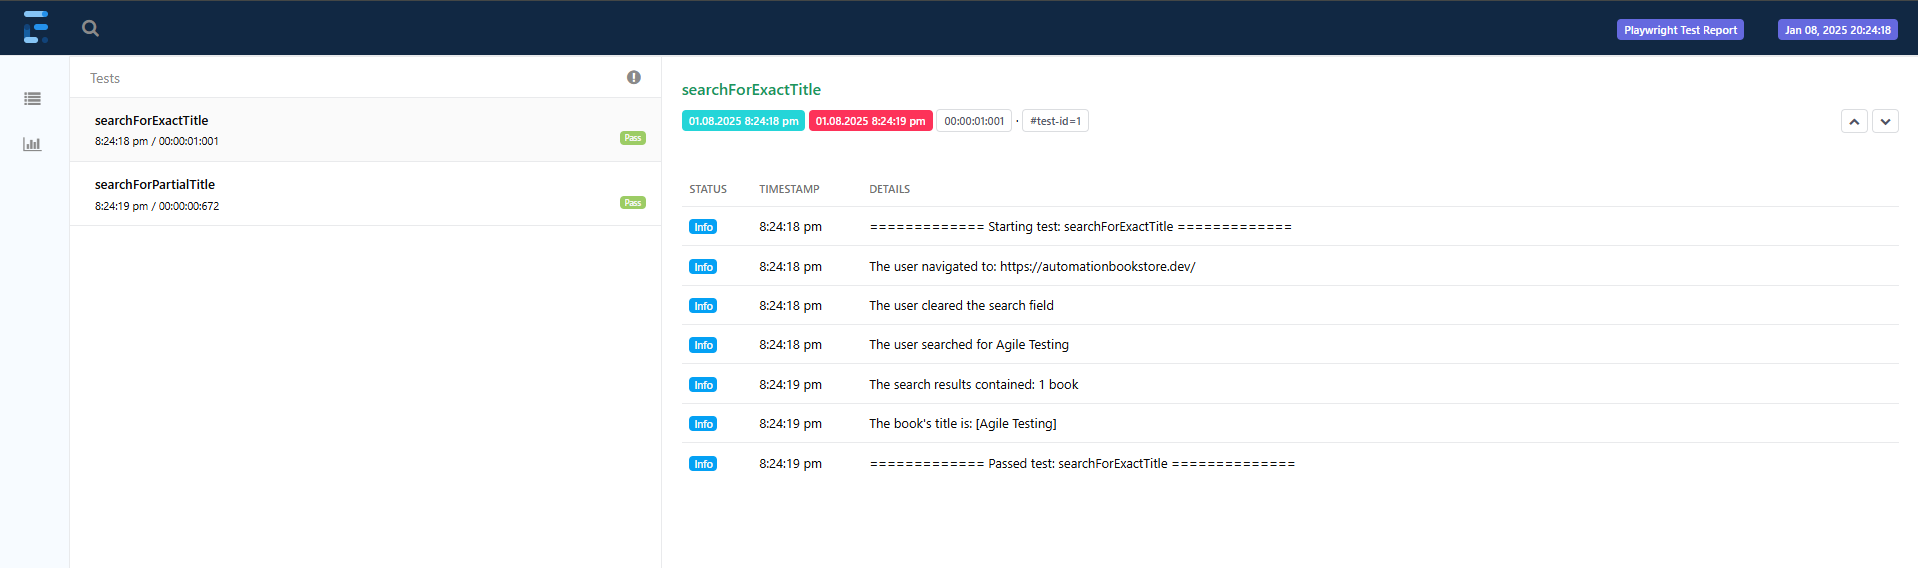 Playwright Test Report
Jan 08, 2025 20:24:18
Tests
searchForExactTitle
8:24:18 pm / 00:00:01:001
Pass
searchForPartialTitle
8:24:19 pm / 00:00:00:672
Pass
searchForExactTitle
01.08.2025 8:24:18 pm 01.08.2025 8:24:19 pm 00:00:01:001 · #test-id=1
STATUS TIMESTAMP DETAILS
Info 8:24:18 pm ============= Starting test: searchForExactTitle =============
Info 8:24:18 pm The user navigated to: https://automationbookstore.dev/
Info 8:24:18 pm The user cleared the search field
Info 8:24:18 pm The user searched for Agile Testing
Info 8:24:19 pm The search results contained: 1 book
Info 8:24:19 pm The book's title is: [Agile Testing]
Info 8:24:19 pm ============= Passed test: searchForExactTitle ==============